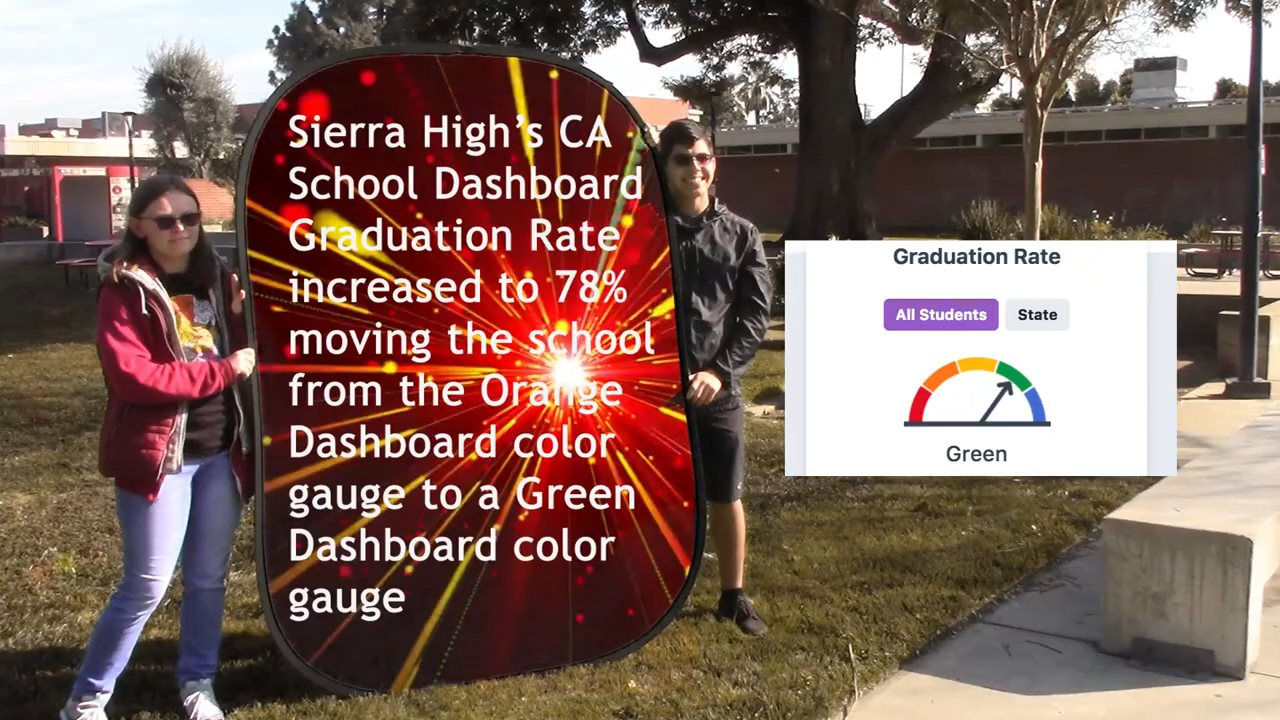 Sierra High’s CA
School Dashboard
Graduation Rate
increased to 78%
moving the school
from the Orange
Dashboard color
gauge to a Green
Dashboard color
gauge
Graduation Rate
All Students State
Green